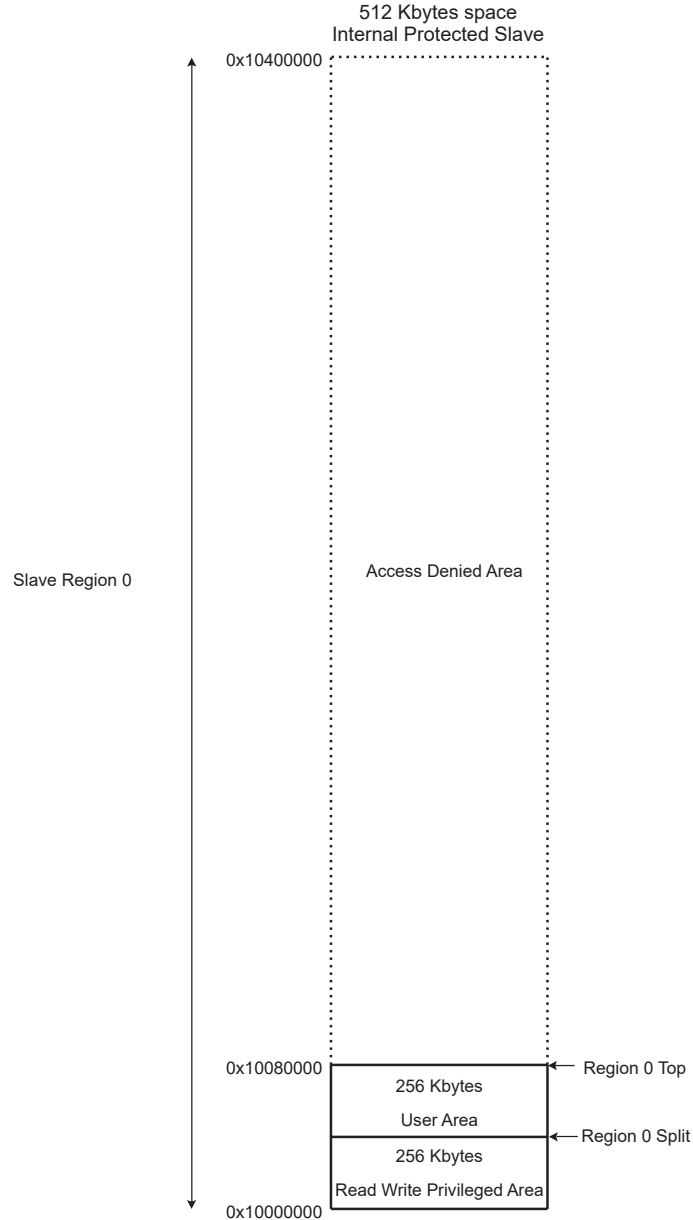 512 Kbytes space
Internal Protected Slave
0x10400000
Access Denied Area
Slave Region 0
0x10080000
Region 0 Top
256 Kbytes
User Area
Region 0 Split
256 Kbytes
Read Write Privileged Area
0x10000000